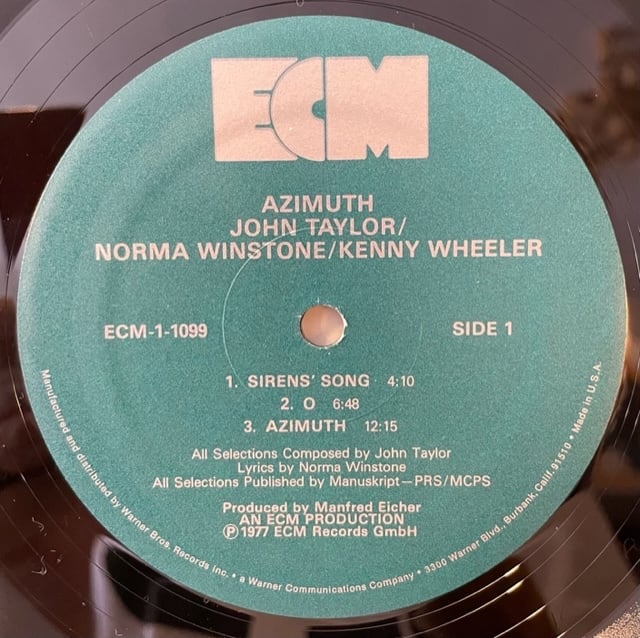 ECM
AZIMUTH
JOHN TAYLOR/
NORMA WINSTONE/KENNY WHEELER
ECM-1-1099 SIDE 1
1. SIRENS' SONG 4:10
2. O 6:48
3. AZIMUTH 12:15
All Selections Composed by John Taylor
Lyrics by Norma Winstone
All Selections Published by Manuskript—PRS/MCPS
Produced by Manfred Eicher
AN ECM PRODUCTION
Ⓟ 1977 ECM Records GmbH
Manufactured and distributed by Warner Bros. Records Inc. • a Warner Communications Company • 3300 Warner Blvd., Burbank, Calif. 91510 • Made in U.S.A.